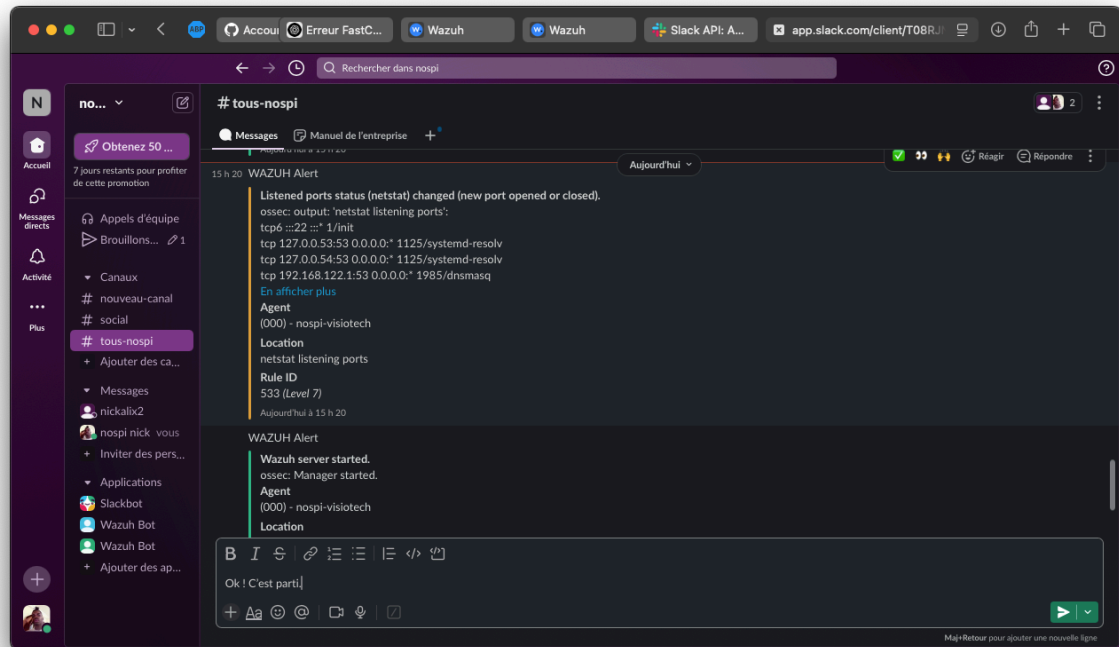 ABP
Accour
Erreur FastC...
Wazuh
Wazuh
Slack API: A...
app.slack.com/client/T08RJ
Rechercher dans nospi
N
no...
# tous-nospi
2
Messages
Manuel de l'entreprise
Obtenez 50 ...
7 jours restants pour profiter
de cette promotion
Accueil
Messages
directs
Activité
Plus
Appels d'équipe
Brouillons... 1
Canaux
# nouveau-canal
# social
# tous-nospi
+ Ajouter des ca...
Messages
nickalix2
nospi nick vous
+ Inviter des pers...
Applications
Slackbot
Wazuh Bot
Wazuh Bot
+ Ajouter des ap...
Aujourd'hui à 15 h 20
Aujourd'hui
Réagir
Répondre
15 h 20 WAZUH Alert
Listened ports status (netstat) changed (new port opened or closed).
ossec: output: 'netstat listening ports':
tcp6 :::22 :::* 1/init
tcp 127.0.0.53:53 0.0.0.0:* 1125/systemd-resolv
tcp 127.0.0.54:53 0.0.0.0:* 1125/systemd-resolv
tcp 192.168.122.1:53 0.0.0.0:* 1985/dnsmasq
En afficher plus
Agent
(000) - nospi-visiotech
Location
netstat listening ports
Rule ID
533 (Level 7)
Aujourd'hui à 15 h 20
WAZUH Alert
Wazuh server started.
ossec: Manager started.
Agent
(000) - nospi-visiotech
Location
B I S
Ok ! C'est parti.
Aa
Maj+Retour pour ajouter une nouvelle ligne